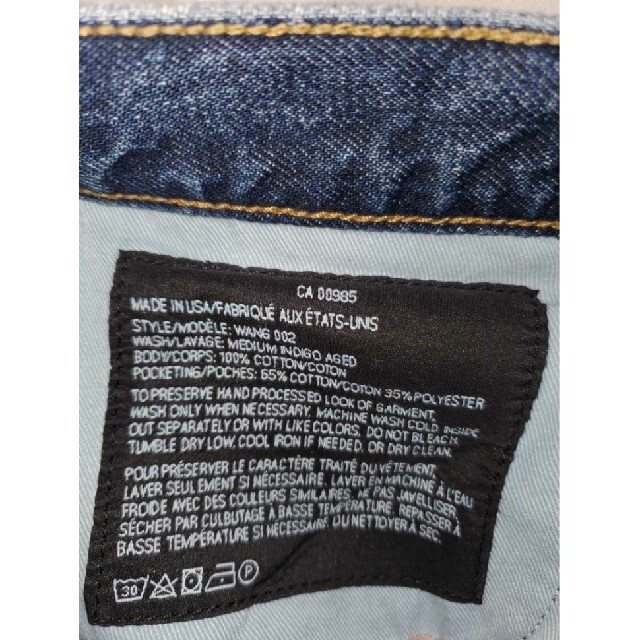 CA 00985
MADE IN USA/FABRIQUÉ AUX ÉTATS-UNIS
STYLE/MODÈLE: WANG 002
WASH/LAVAGE: MEDIUM INDIGO AGED
BODY/CORPS: 100% COTTON/COTON
POCKETING/POCHES: 65% COTTON/COTON 35% POLYESTER
TO PRESERVE HAND PROCESSED LOOK OF GARMENT,
WASH ONLY WHEN NECESSARY. MACHINE WASH COLD INSIDE
OUT SEPARATELY OR WITH LIKE COLORS. DO NOT BLEACH.
TUMBLE DRY LOW. COOL IRON IF NEEDED. OR DRY CLEAN.
POUR PRÉSERVER LE CARACTÈRE TRAITÉ DU VÊTEMENT,
LAVER SEULEMENT SI NÉCESSAIRE. LAVER EN MACHINE À L'EAU
FROIDE AVEC DES COULEURS SIMILAIRES. NE PAS JAVELLISER.
SÉCHER PAR CULBUTAGE À BASSE TEMPÉRATURE. REPASSER À
BASSE TEMPÉRATURE SI NÉCESSAIRE. OU NETTOYER À SEC.
30 P